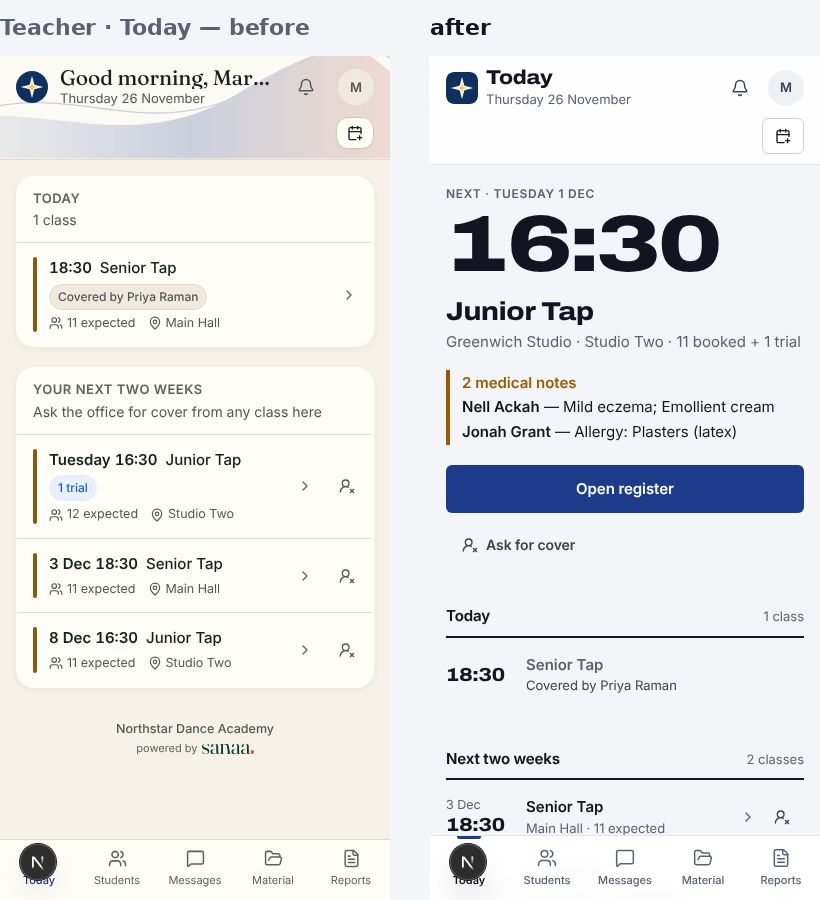 Teacher · Today — before
Good morning, Mar...
Thursday 26 November
M
TODAY
1 class
18:30 Senior Tap
Covered by Priya Raman
11 expected Main Hall
YOUR NEXT TWO WEEKS
Ask the office for cover from any class here
Tuesday 16:30 Junior Tap
1 trial
12 expected Studio Two
3 Dec 18:30 Senior Tap
11 expected Main Hall
8 Dec 16:30 Junior Tap
11 expected Studio Two
Northstar Dance Academy
powered by sanaa.
N
Today Students Messages Material Reports
after
Today
Thursday 26 November
M
NEXT · TUESDAY 1 DEC
16:30
Junior Tap
Greenwich Studio · Studio Two · 11 booked + 1 trial
2 medical notes
Nell Ackah — Mild eczema; Emollient cream
Jonah Grant — Allergy: Plasters (latex)
Open register
Ask for cover
Today 1 class
18:30 Senior Tap
Covered by Priya Raman
Next two weeks 2 classes
3 Dec Senior Tap
18:30 Main Hall · 11 expected
N
Today Students Messages Material Reports